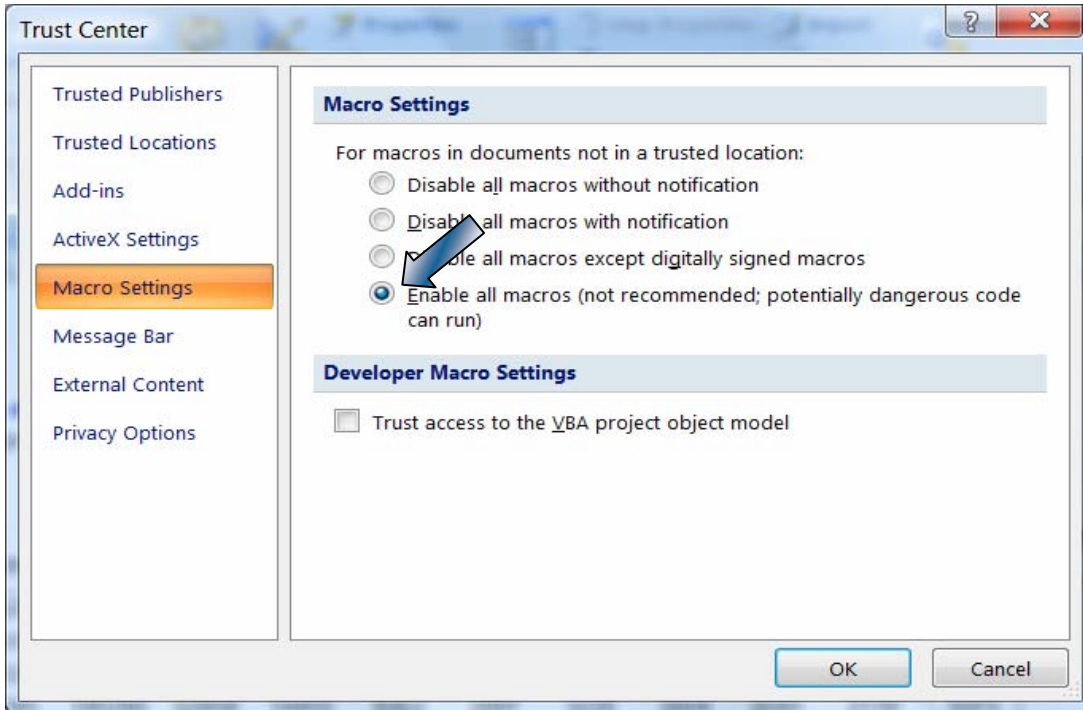 Trust Center
Trusted Publishers
Trusted Locations
Add-ins
ActiveX Settings
Macro Settings
Message Bar
External Content
Privacy Options
Macro Settings
For macros in documents not in a trusted location:
Disable all macros without notification
Disable all macros with notification
able all macros except digitally signed macros
Enable all macros (not recommended; potentially dangerous code
can run)
Developer Macro Settings
Trust access to the VBA project object model
OK
Cancel